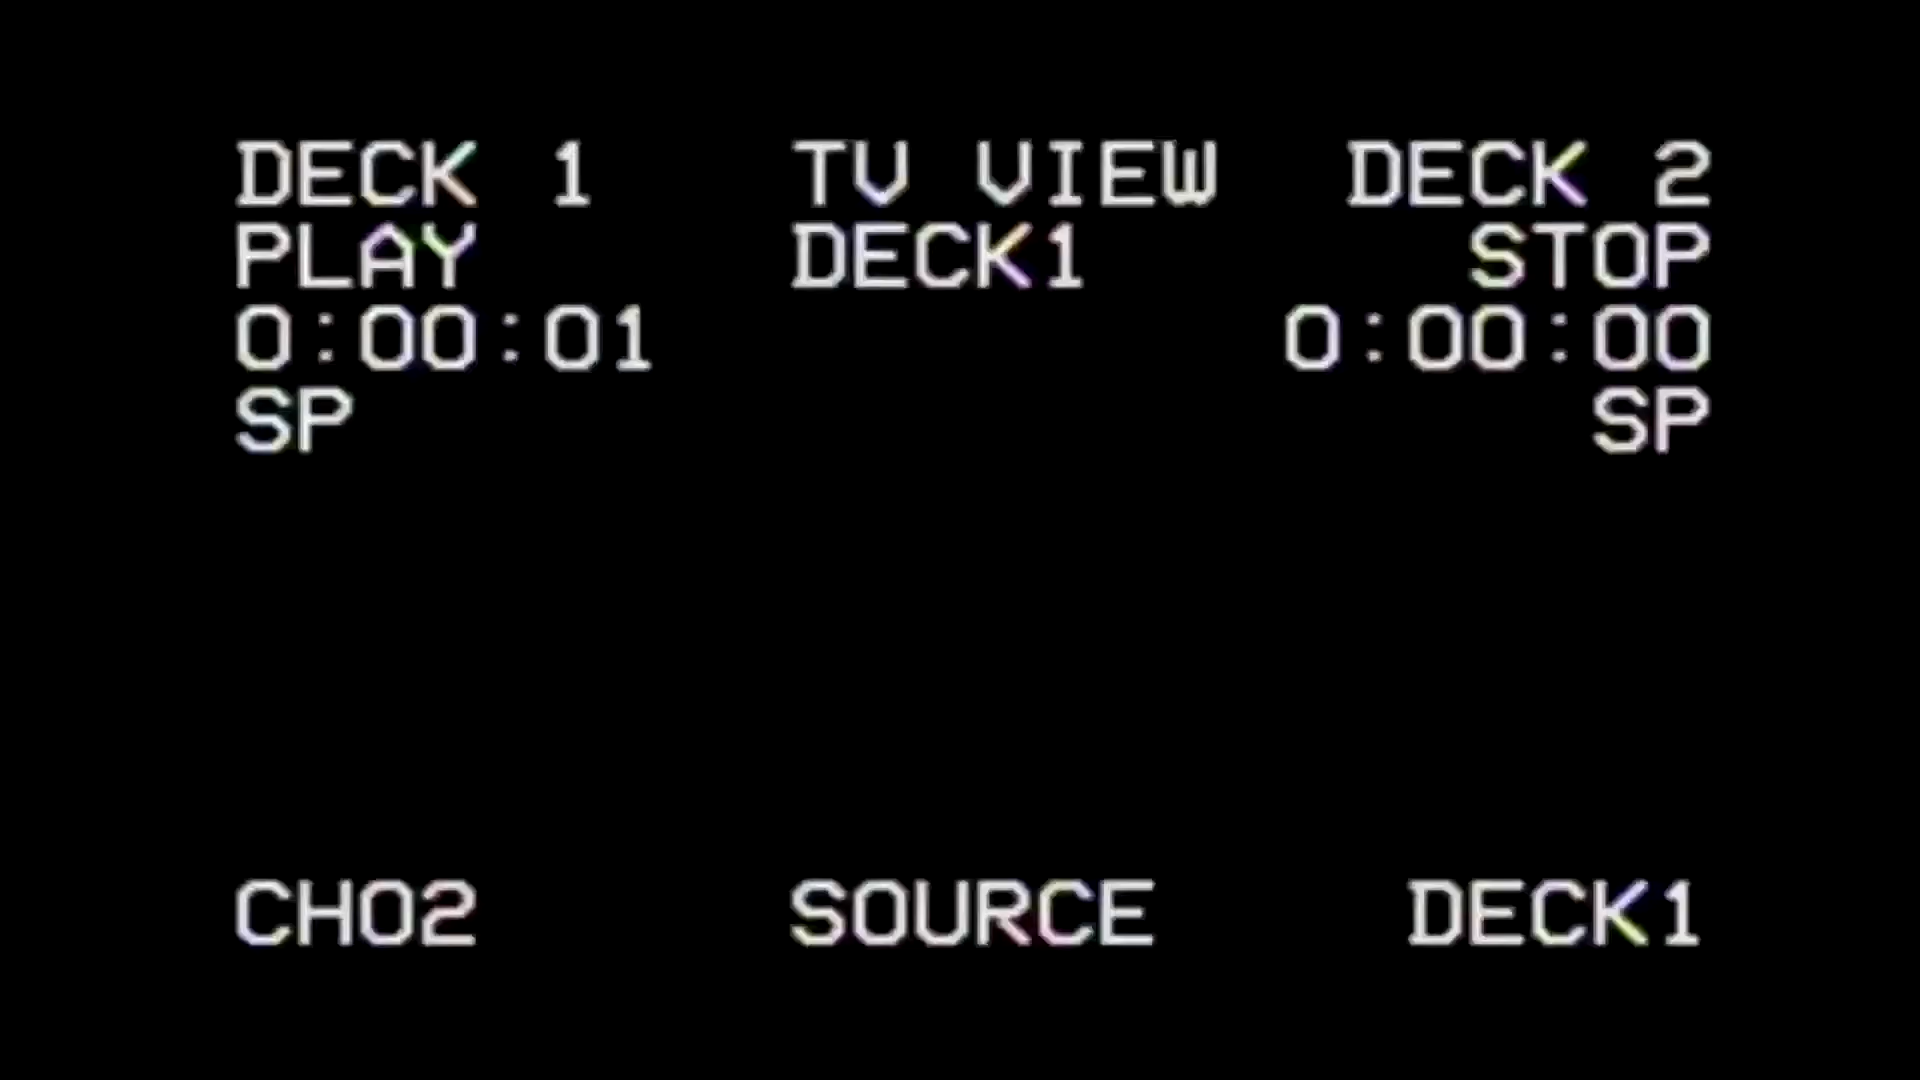 DECK 1 TV VIEW DECK 2
PLAY DECK1 STOP
0:00:01 0:00:00
SP SP
CH02 SOURCE DECK1